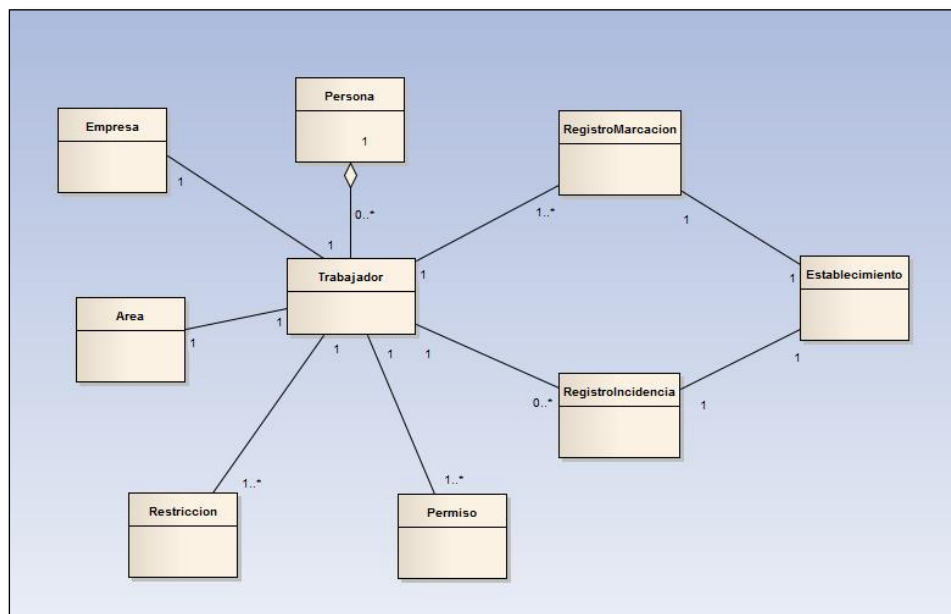 Persona
1
Empresa
1
RegistroMarcacion
1..*
1
0..*
1
Trabajador
1
Establecimiento
1
Area
1
1
1
1
1
1
RegistroIncidencia
0..*
1
1..*
Restriccion
1..*
Permiso